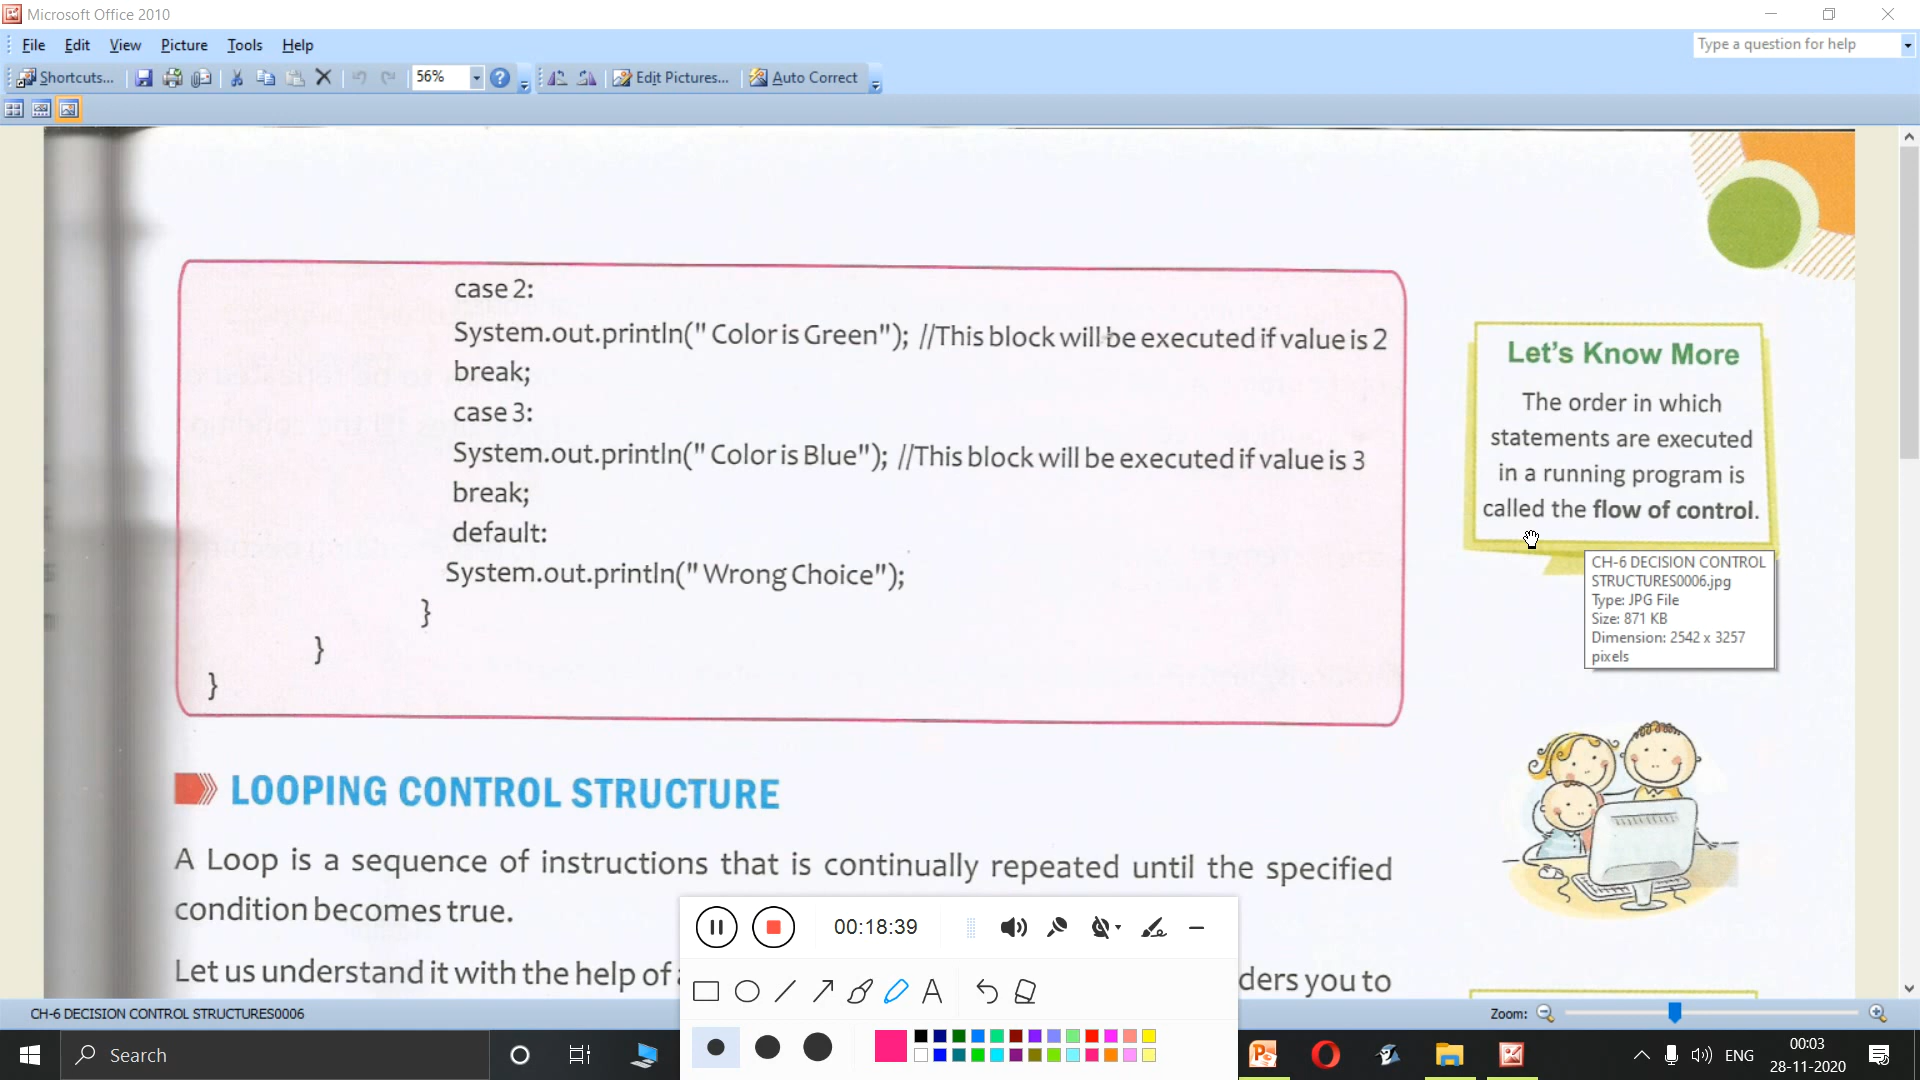 Microsoft Office 2010
File Edit View Picture Tools Help
Type a question for help
Shortcuts...
56%
Edit Pictures...
Auto Correct
case 2:
System.out.println(" Color is Green"); //This block will be executed if value is 2
break;
case 3:
System.out.println(" Color is Blue"); //This block will be executed if value is 3
break;
default:
System.out.println(" Wrong Choice");
}
}
}
Let's Know More
The order in which
statements are executed
in a running program is
called the flow of control.
CH-6 DECISION CONTROL
STRUCTURES0006.jpg
Type: JPG File
Size: 871 KB
Dimension: 2542 x 3257
pixels
LOOPING CONTROL STRUCTURE
A Loop is a sequence of instructions that is continually repeated until the specified
condition becomes true.
Let us understand it with the help of
ders you to
00:18:39
A
CH-6 DECISION CONTROL STRUCTURES0006
Zoom:
Search
ENG
00:03
28-11-2020